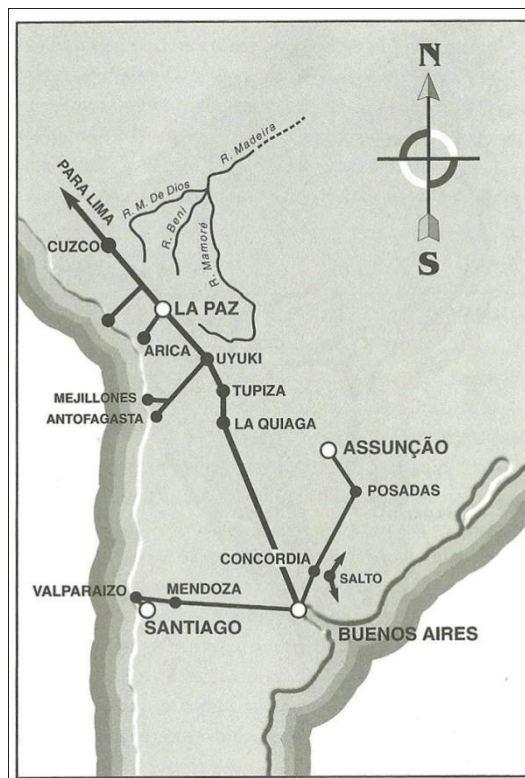 N
S
R. Madeira
R. M. De Dios
R. Beni
R. Mamoré
PARA LIMA
CUZCO
LA PAZ
ARICA
UYUKI
MEJILLONES
TUPIZA
ANTOFAGASTA
LA QUIAGA
ASSUNÇÃO
POSADAS
CONCORDIA
SALTO
VALPARAIZO
MENDOZA
SANTIAGO
BUENOS AIRES